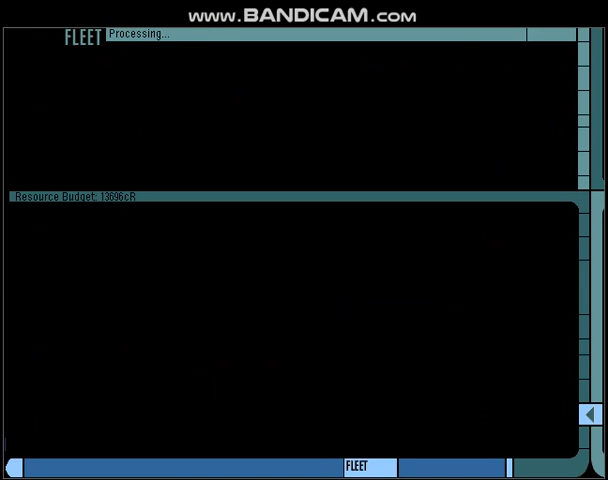 www.BANDICAM.com
FLEET Processing...
Resource Budget: 13696cR
FLEET